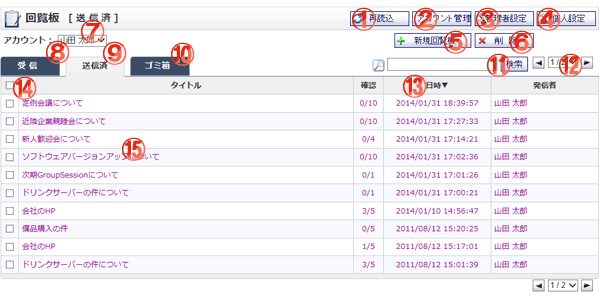 回覧板 [ 送信済 ]
① 再読込 ② アカウント管理 ③ 管理者設定 ④ 個人設定
アカウント： 山田 太郎 ⑦
新規回覧板 ⑤ 削 ⑥
⑧ ⑨ ⑩
受信 送信済 ゴミ箱 ⑪ 検索 1 / 2 ⑫
⑭ タイトル 確認 ⑬ 日時▼ 発信者
定例会議について 0/10 2014/01/31 18:39:57 山田 太郎
近隣企業親睦会について 0/10 2014/01/31 17:27:33 山田 太郎
新人歓迎会について 0/4 2014/01/31 17:14:21 山田 太郎
ソフトウェアバージョンアップについて ⑮ 0/10 2014/01/31 17:02:36 山田 太郎
次期GroupSessionについて 0/1 2014/01/31 17:01:26 山田 太郎
ドリンクサーバーの件について 0/1 2014/01/31 17:00:21 山田 太郎
会社のHP 3/5 2014/01/10 14:56:47 山田 太郎
備品購入の件 0/5 2011/08/12 15:20:25 山田 太郎
会社のHP 1/5 2011/08/12 15:17:01 山田 太郎
ドリンクサーバーの件について 3/5 2011/08/12 15:01:39 山田 太郎
1 / 2